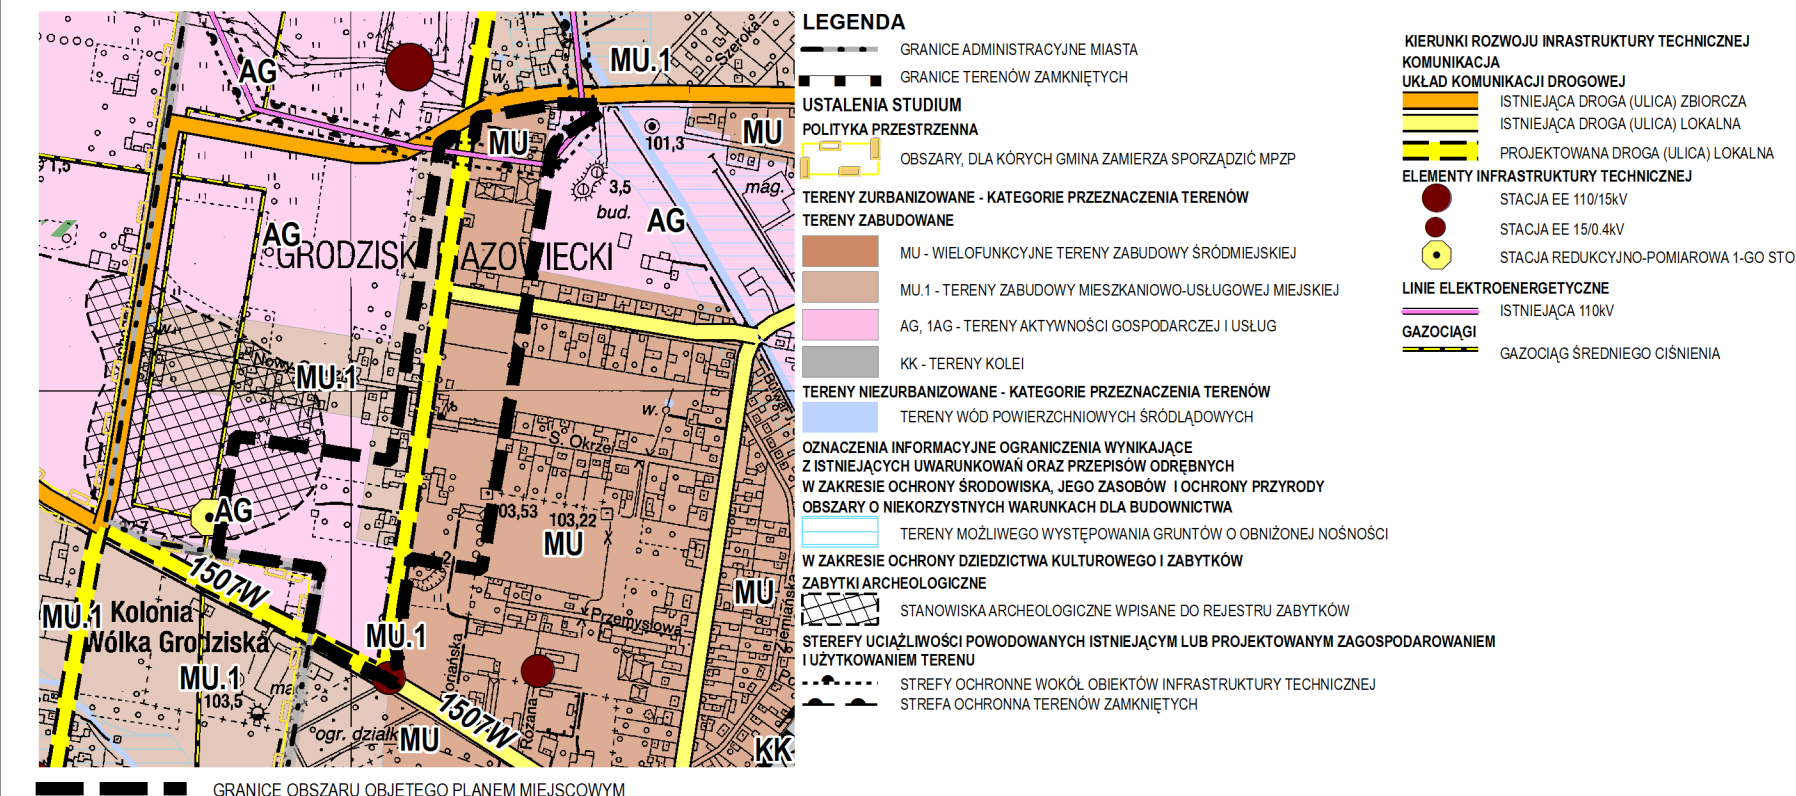 AG
MU.1
Szeroka
w.
MU
MU
101,3
1,3
mag.
3,5
bud.
AG
AG
GRODZISK
AZOWIECKI
MU.1
w.
S. Okrzei
AG
03,53
103,22
MU
1507W
MU
MU.1
Kolonia
Wólka Grodziska
Przemysłowa
MU.1
MU.1
103,5
1507W
Różana
ogr. działk
MU
KK
GRANICE OBSZARU OBJETEGO PLANEM MIEJSCOWYM
LEGENDA
GRANICE ADMINISTRACYJNE MIASTA
GRANICE TERENÓW ZAMKNIĘTYCH
USTALENIA STUDIUM
POLITYKA PRZESTRZENNA
OBSZARY, DLA KÓRYCH GMINA ZAMIERZA SPORZĄDZIĆ MPZP
TERENY ZURBANIZOWANE - KATEGORIE PRZEZNACZENIA TERENÓW
TERENY ZABUDOWANE
MU - WIELOFUNKCYJNE TERENY ZABUDOWY ŚRÓDMIEJSKIEJ
MU.1 - TERENY ZABUDOWY MIESZKANIOWO-USŁUGOWEJ MIEJSKIEJ
AG, 1AG - TERENY AKTYWNOŚCI GOSPODARCZEJ I USŁUG
KK - TERENY KOLEI
TERENY NIEZURBANIZOWANE - KATEGORIE PRZEZNACZENIA TERENÓW
TERENY WÓD POWIERZCHNIOWYCH ŚRÓDLĄDOWYCH
OZNACZENIA INFORMACYJNE OGRANICZENIA WYNIKAJĄCE
Z ISTNIEJĄCYCH UWARUNKOWAŃ ORAZ PRZEPISÓW ODRĘBNYCH
W ZAKRESIE OCHRONY ŚRODOWISKA, JEGO ZASOBÓW I OCHRONY PRZYRODY
OBSZARY O NIEKORZYSTNYCH WARUNKACH DLA BUDOWNICTWA
TERENY MOŻLIWEGO WYSTĘPOWANIA GRUNTÓW O OBNIŻONEJ NOŚNOŚCI
W ZAKRESIE OCHRONY DZIEDZICTWA KULTUROWEGO I ZABYTKÓW
ZABYTKI ARCHEOLOGICZNE
STANOWISKA ARCHEOLOGICZNE WPISANE DO REJESTRU ZABYTKÓW
STEREFY UCIĄŻLIWOŚCI POWODOWANYCH ISTNIEJĄCYM LUB PROJEKTOWANYM ZAGOSPODAROWANIEM
I UŻYTKOWANIEM TERENU
STREFY OCHRONNE WOKÓŁ OBIEKTÓW INFRASTRUKTURY TECHNICZNEJ
STREFA OCHRONNA TERENÓW ZAMKNIĘTYCH
KIERUNKI ROZWOJU INRASTRUKTURY TECHNICZNEJ
KOMUNIKACJA
UKŁAD KOMUNIKACJI DROGOWEJ
ISTNIEJĄCA DROGA (ULICA) ZBIORCZA
ISTNIEJĄCA DROGA (ULICA) LOKALNA
PROJEKTOWANA DROGA (ULICA) LOKALNA
ELEMENTY INFRASTRUKTURY TECHNICZNEJ
STACJA EE 110/15kV
STACJA EE 15/0.4kV
STACJA REDUKCYJNO-POMIAROWA 1-GO STO
LINIE ELEKTROENERGETYCZNE
ISTNIEJĄCA 110kV
GAZOCIĄGI
GAZOCIĄG ŚREDNIEGO CIŚNIENIA